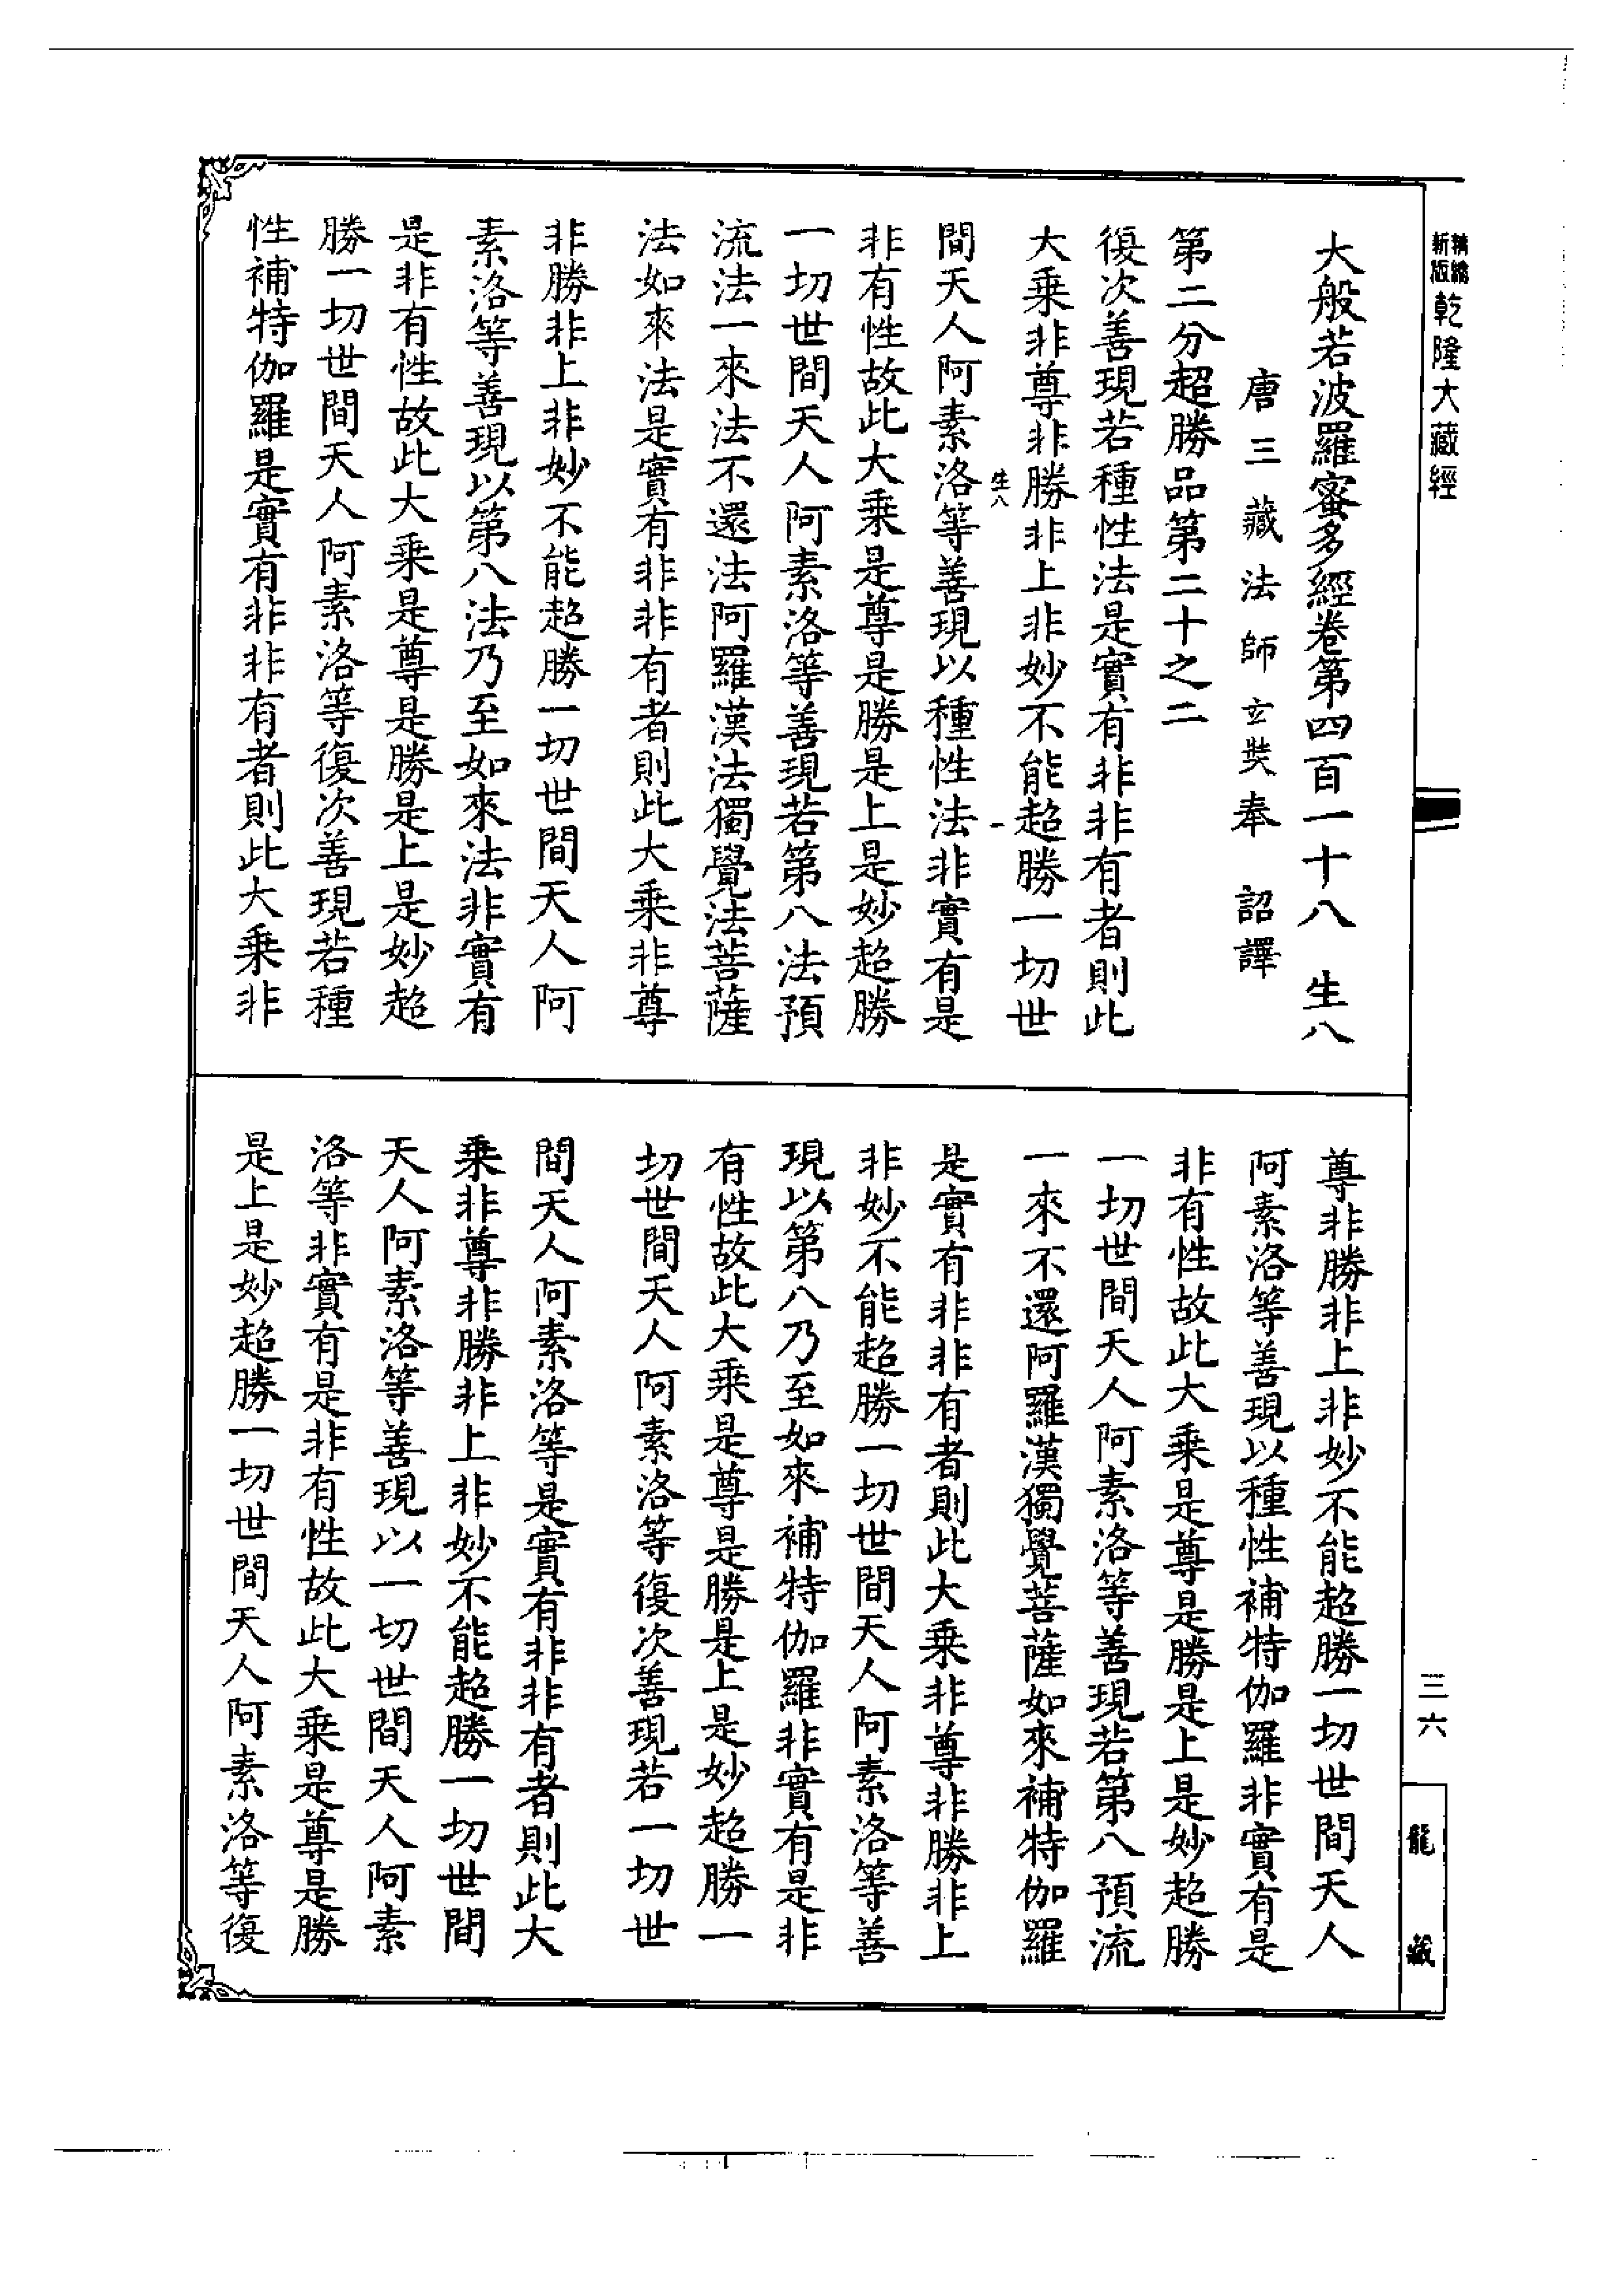 精繕
新版
乾隆大藏經
大般若波羅蜜多經卷第四百一十八 生八
唐三藏法師玄奘奉 詔譯
第二分超勝品第二十之二
復次善現若種性法是實有非非有者則此
大乘非尊非勝非上非妙不能超勝一切世
生八 一
間天人阿素洛等善現以種性法非實有是
非有性故此大乘是尊是勝是上是妙超勝
一切世間天人阿素洛等善現若第八法預
流法一來法不還法阿羅漢法獨覺法菩薩
法如來法是實有非非有者則此大乘非尊
非勝非上非妙不能超勝一切世間天人阿
素洛等善現以第八法乃至如來法非實有
是非有性故此大乘是尊是勝是上是妙超
勝一切世間天人阿素洛等復次善現若種
性補特伽羅是實有非非有者則此大乘非
尊非勝非上非妙不能超勝一切世間天人
阿素洛等善現以種性補特伽羅非實有是
非有性故此大乘是尊是勝是上是妙超勝
一切世間天人阿素洛等善現若第八預流
一來不還阿羅漢獨覺菩薩如來補特伽羅
是實有非非有者則此大乘非尊非勝非上
非妙不能超勝一切世間天人阿素洛等善
現以第八乃至如來補特伽羅非實有是非
有性故此大乘是尊是勝是上是妙超勝一
切世間天人阿素洛等復次善現若一切世
間天人阿素洛等是實有非非有者則此大
乘非尊非勝非上非妙不能超勝一切世間
天人阿素洛等善現以一切世間天人阿素
洛等非實有是非有性故此大乘是尊是勝
是上是妙超勝一切世間天人阿素洛等復
三六
龍藏